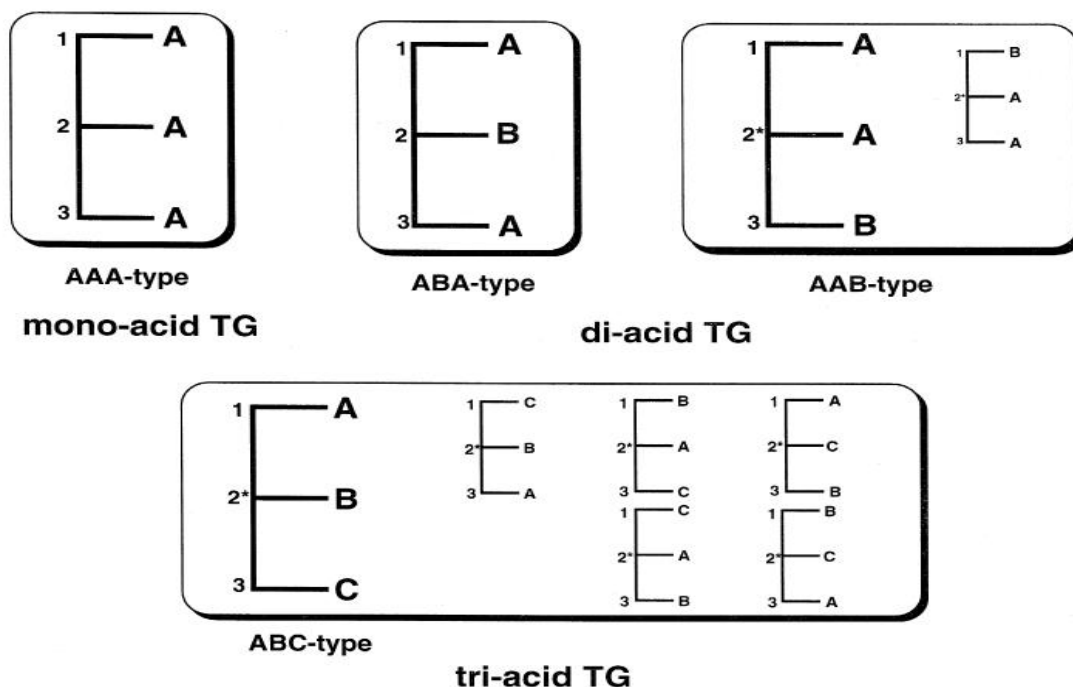 1 A
2 A
3 A
AAA-type
mono-acid TG
1 A
2 B
3 A
ABA-type
1 A
2* A
3 B
1 B
2* A
3 A
AAB-type
di-acid TG
1 A
2* B
3 C
1 C
2* B
3 A
1 B
2* A
3 C
1 A
2* C
3 B
1 C
2* A
3 B
1 B
2* C
3 A
ABC-type
tri-acid TG